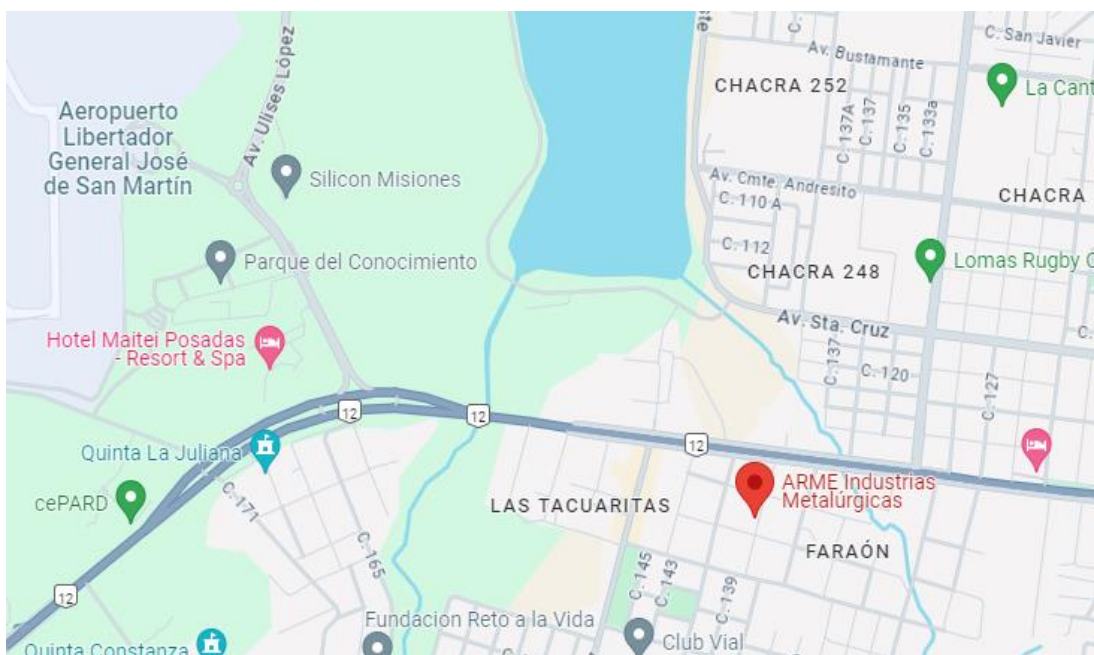 Av. Ulises López
Aeropuerto
Libertador
General José
de San Martín
Silicon Misiones
Parque del Conocimiento
Hotel Maitei Posadas
- Resort & Spa
12
12
12
12
Quinta La Juliana
cePARD
C. 171
C. 165
Quinta Constanza
Fundacion Reto a la Vida
Club Vial
LAS TACUARITAS
C. 145
C. 143
C. 139
ARME Industrias
Metalúrgicas
FARAÓN
CHACRA 252
Av. Bustamante
C. San Javier
La Cant
C. 137A
C. 137
C. 135
C. 133a
Av. Cmte. Andresito
C. 110 A
C. 112
CHACRA
CHACRA 248
Lomas Rugby C
Av. Sta. Cruz
C. 137
C. 120
C. 127